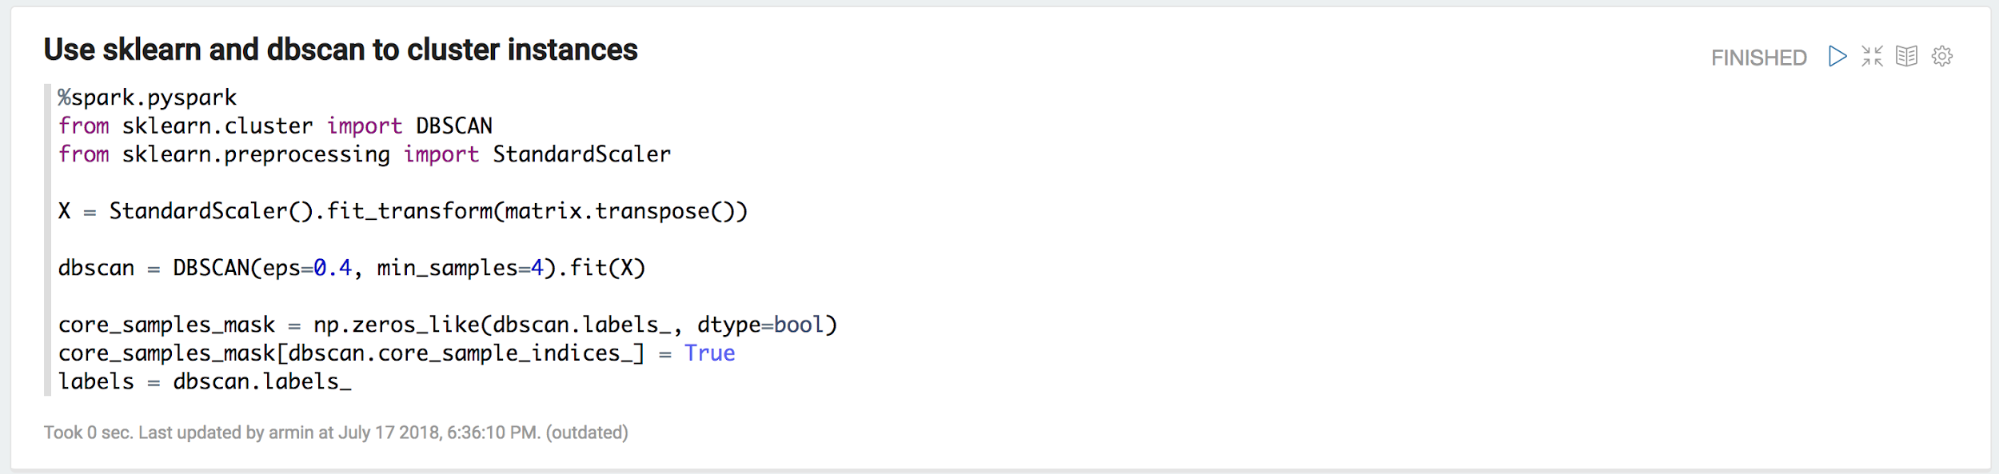 Use sklearn and dbscan to cluster instances
FINISHED
%spark.pyspark
from sklearn.cluster import DBSCAN
from sklearn.preprocessing import StandardScaler
X = StandardScaler().fit_transform(matrix.transpose())
dbscan = DBSCAN(eps=0.4, min_samples=4).fit(X)
core_samples_mask = np.zeros_like(dbscan.labels_, dtype=bool)
core_samples_mask[dbscan.core_sample_indices_] = True
labels = dbscan.labels_
Took 0 sec. Last updated by armin at July 17 2018, 6:36:10 PM. (outdated)